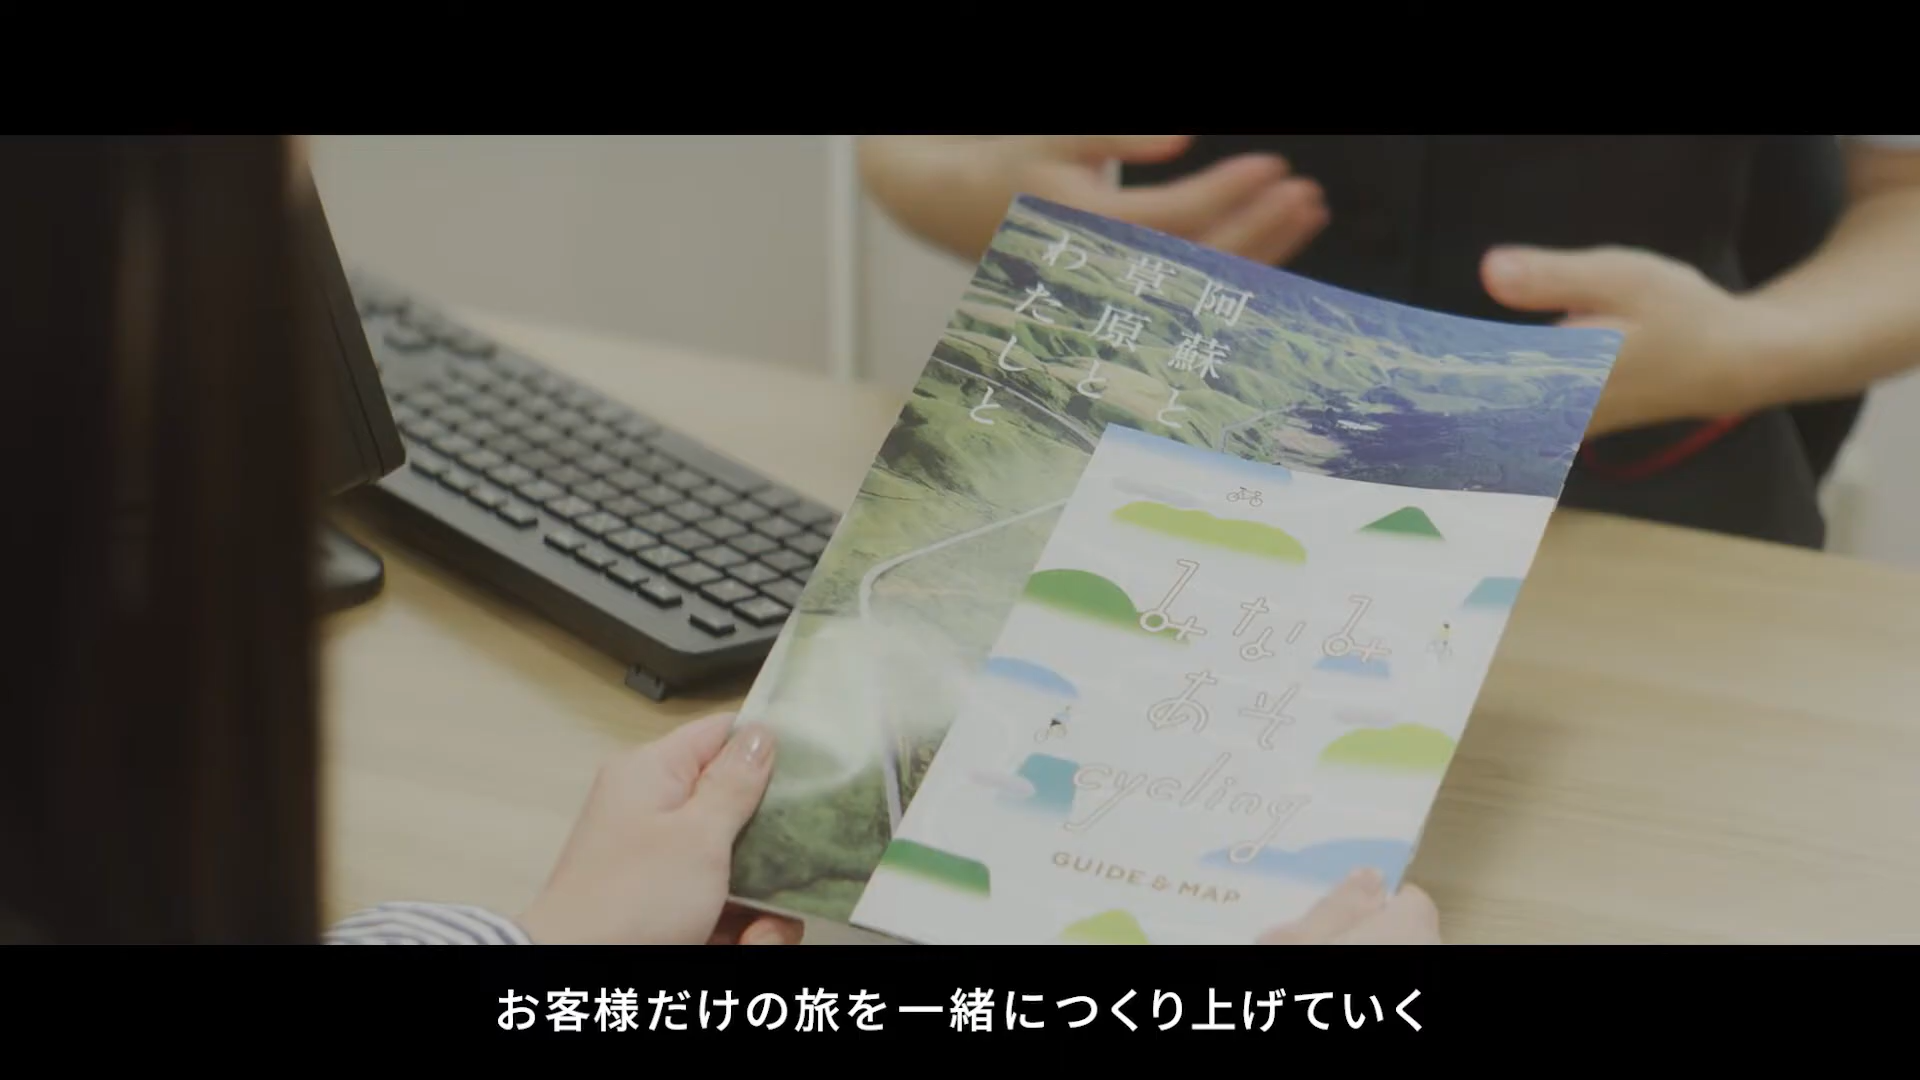 阿蘇と
草原と
わたしと
みなみ
あそ
cycling
GUIDE & MAP
お客様だけの旅を一緒につくり上げていく